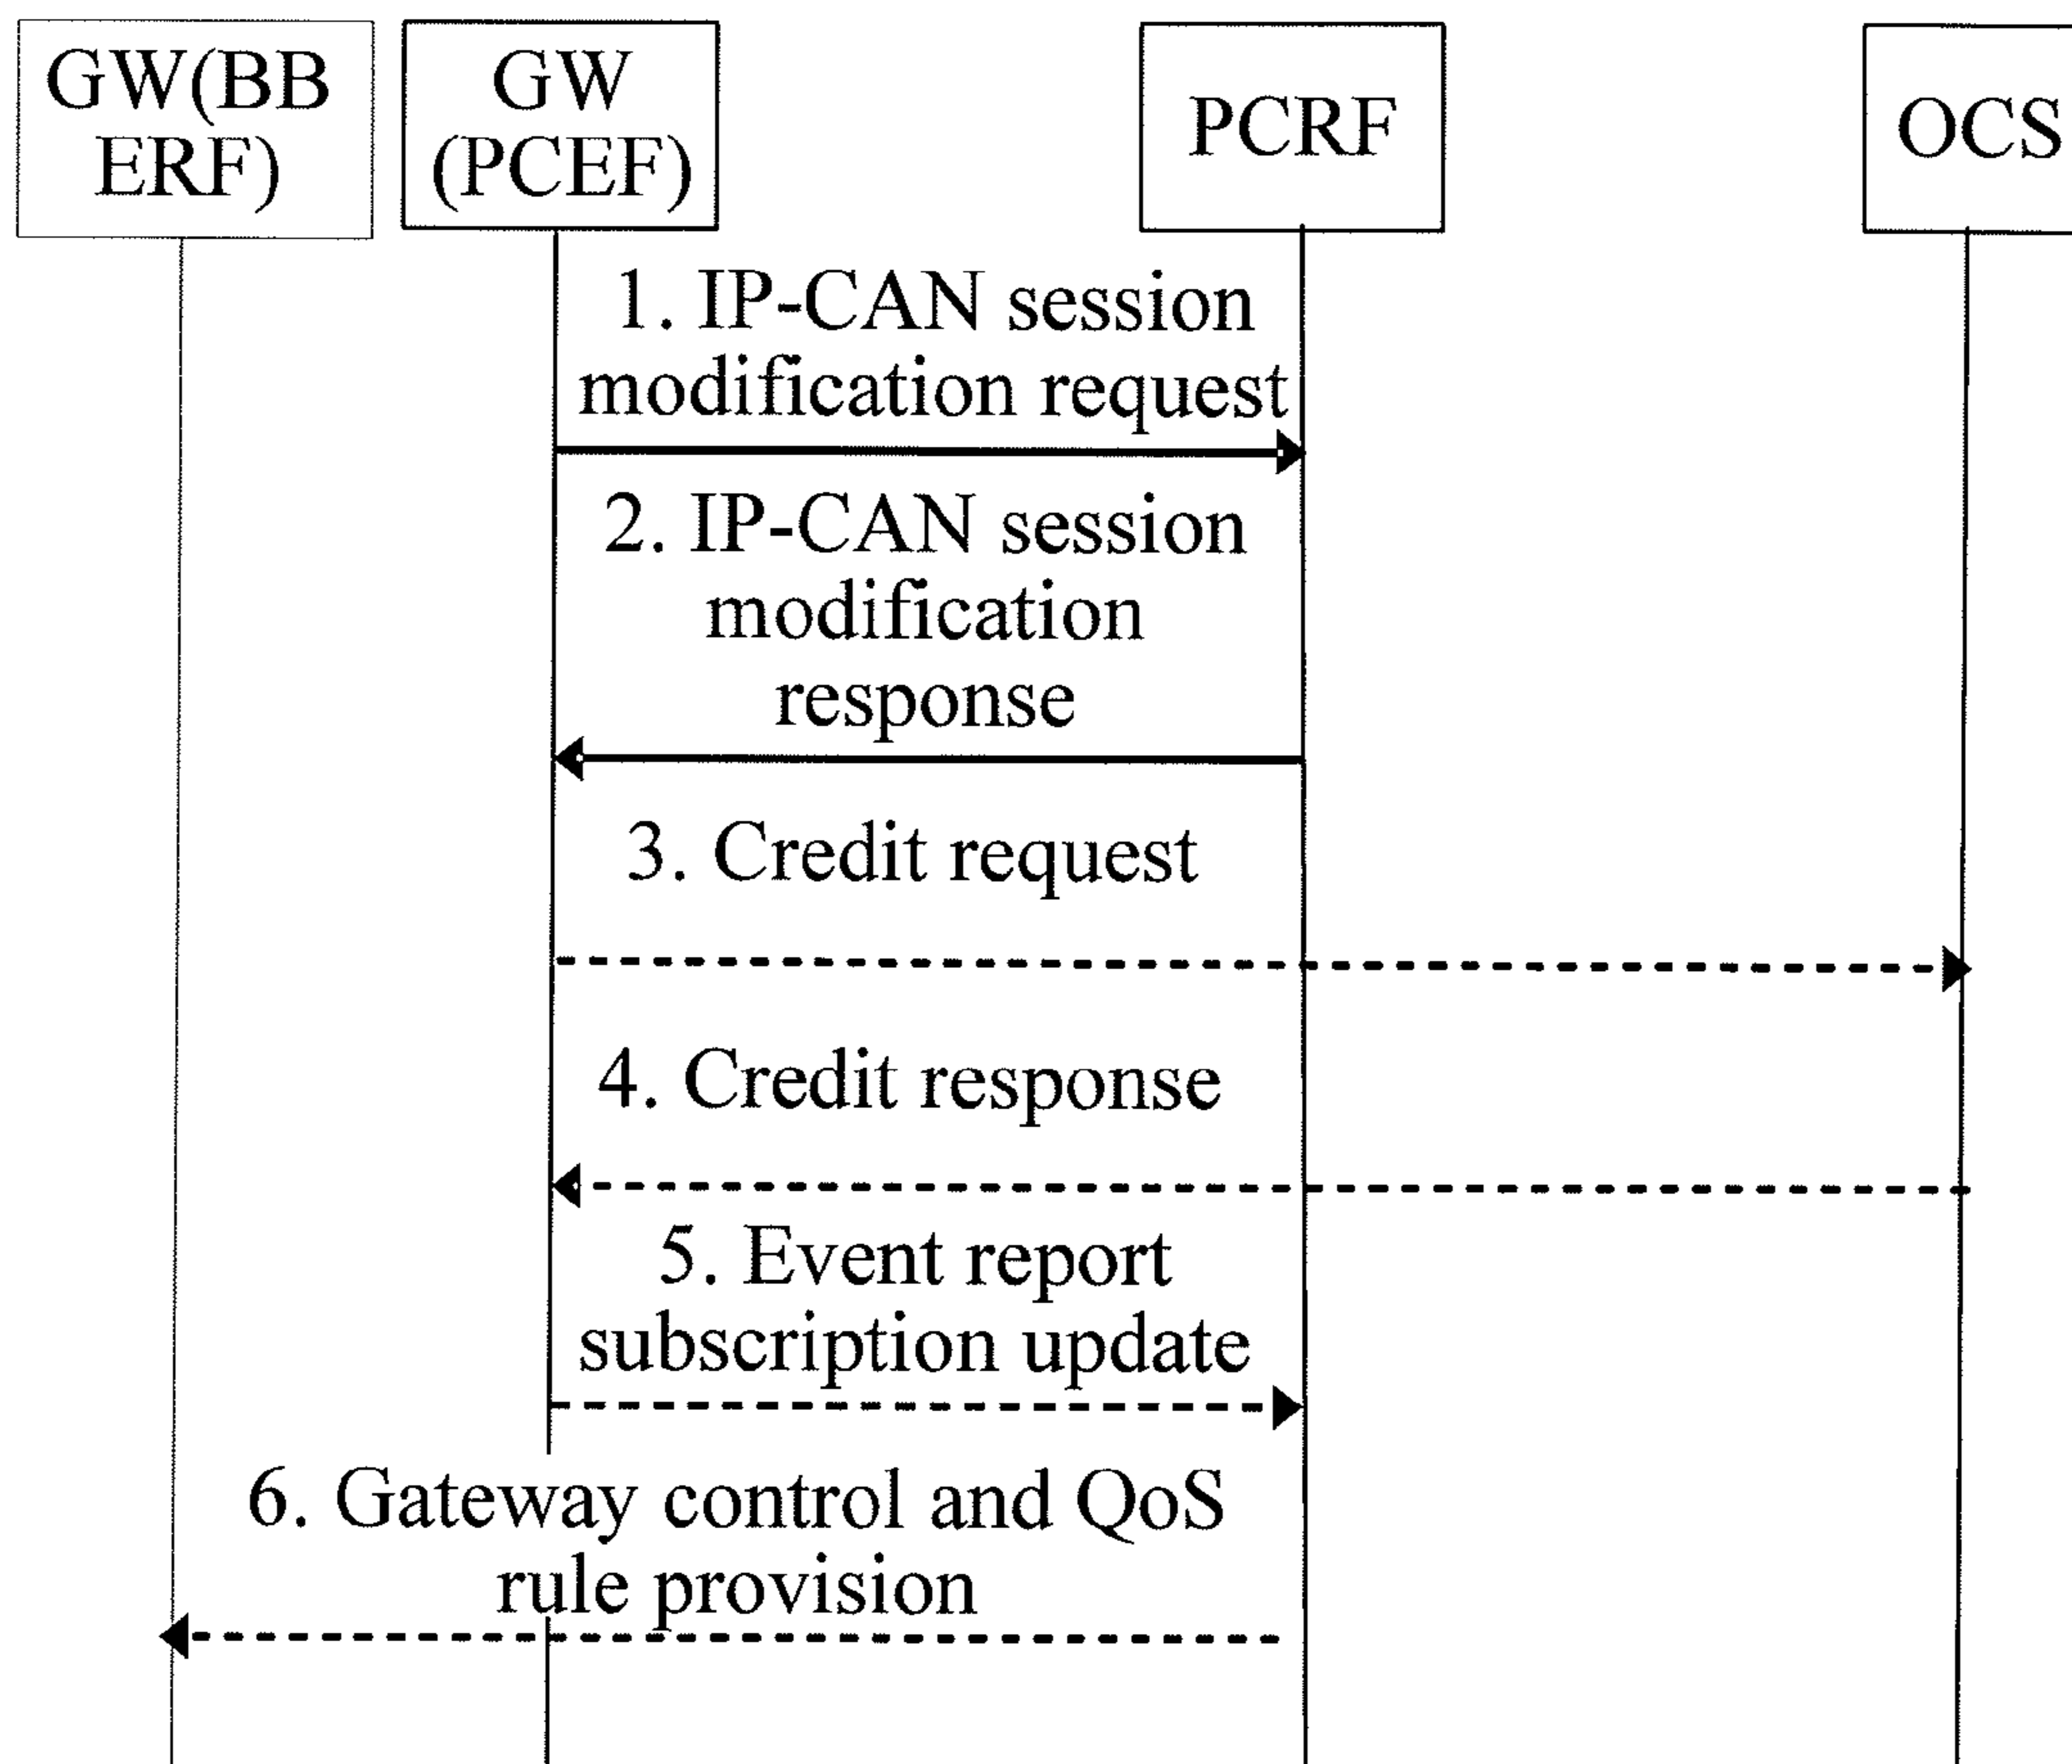 GW(BB
ERF)
GW
(PCEF)
PCRF
OCS
1. IP-CAN session
modification request
2. IP-CAN session
modification
response
3. Credit request
4. Credit response
5. Event report
subscription update
6. Gateway control and QoS
rule provision